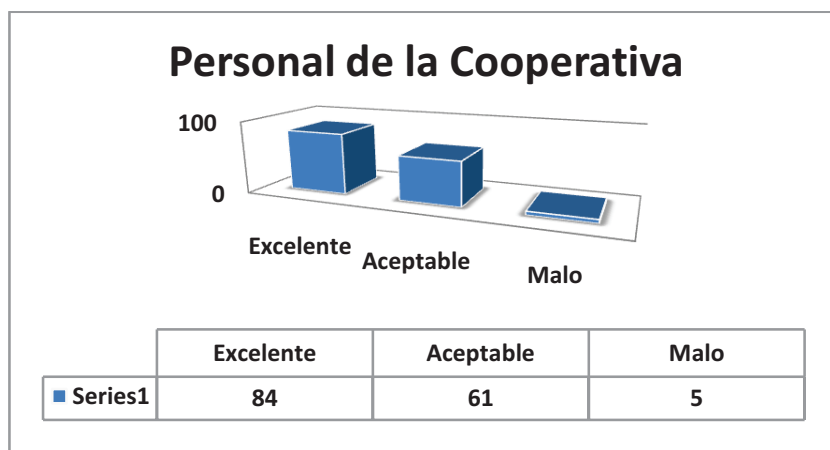 Personal de la Cooperativa
100
0
Excelente
Aceptable
Malo
Excelente Aceptable Malo
Series1 84 61 5